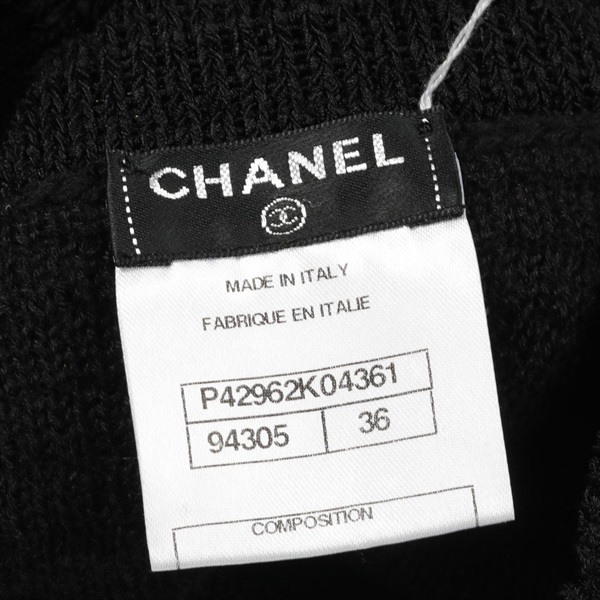 CHANEL
MADE IN ITALY
FABRIQUE EN ITALIE
P42962K04361
94305 36
COMPOSITION